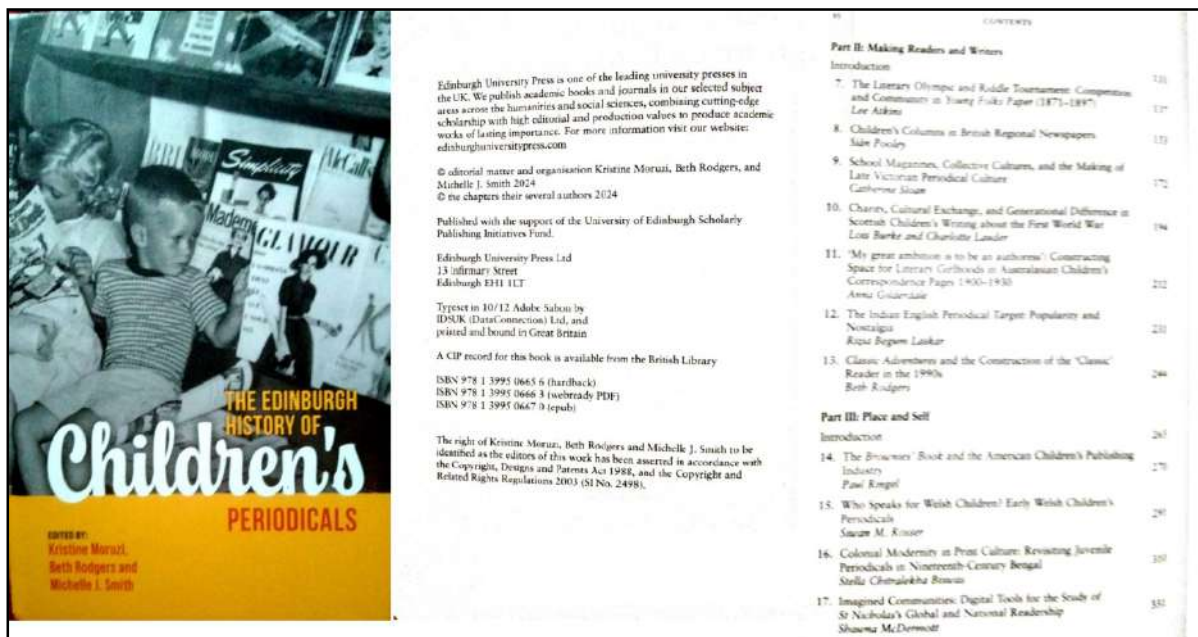 McCall's
Simplicity
Madem
GLAMOUR
THE EDINBURGH
HISTORY OF
Children's
PERIODICALS
EDITED BY:
Kristine Moruzi,
Beth Rodgers and
Michelle J. Smith
Edinburgh University Press is one of the leading university presses in
the UK. We publish academic books and journals in our selected subject
areas across the humanities and social sciences, combining cutting-edge
scholarship with high editorial and production values to produce academic
works of lasting importance. For more information visit our website:
edinburghuniversitypress.com
© editorial matter and organisation Kristine Moruzi, Beth Rodgers, and
Michelle J. Smith 2024
© the chapters their several authors 2024
Published with the support of the University of Edinburgh Scholarly
Publishing Initiatives Fund.
Edinburgh University Press Ltd
13 Infirmary Street
Edinburgh EH1 1LT
Typeset in 10/12 Adobe Sabon by
IDSUK (DataConnection) Ltd, and
printed and bound in Great Britain
A CIP record for this book is available from the British Library
ISBN 978 1 3995 0665 6 (hardback)
ISBN 978 1 3995 0666 3 (webready PDF)
ISBN 978 1 3995 0667 0 (epub)
The right of Kristine Moruzi, Beth Rodgers and Michelle J. Smith to be
identified as the editors of this work has been asserted in accordance with
the Copyright, Designs and Patents Act 1988, and the Copyright and
Related Rights Regulations 2003 (SI No. 2498).
CONTENTS
Part II: Making Readers and Writers
Introduction
7. The Literary Olympic and Riddle Tournament: Competition
and Community in Young Folks Paper (1871–1897)
Lee Atkins
8. Children's Columns in British Regional Newspapers
Siân Pooley
153
9. School Magazines, Collective Cultures, and the Making of
Late Victorian Periodical Culture
Catherine Sloan
172
10. Charity, Cultural Exchange, and Generational Difference in
Scottish Children's Writing about the First World War
Lois Burke and Charlotte Lauder
194
11. 'My great ambition is to be an authoress': Constructing
Space for Literary Girlhoods in Australasian Children's
Correspondence Pages 1900–1930
Anna Gilderdale
212
12. The Indian English Periodical Target: Popularity and
Nostalgia
Rizia Begum Laskar
231
13. Classic Adventures and the Construction of the 'Classic'
Reader in the 1990s
Beth Rodgers
244
Part III: Place and Self
Introduction
14. The Brownies' Book and the American Children's Publishing
Industry
Paul Ringel
15. Who Speaks for Welsh Children? Early Welsh Children's
Periodicals
Siwan M. Rosser
16. Colonial Modernity in Print Culture: Revisiting Juvenile
Periodicals in Nineteenth-Century Bengal
Stella Chitralekha Biswas
17. Imagined Communities: Digital Tools for the Study of
St Nicholas's Global and National Readership
Shawna McDermott